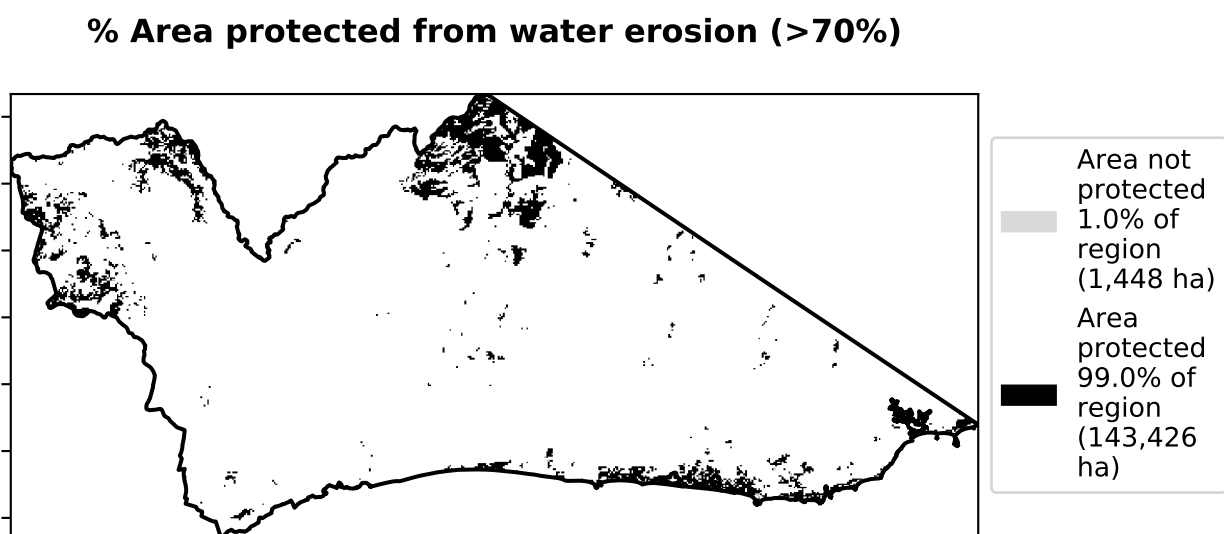 % Area protected from water erosion (>70%)
Area not
protected
1.0% of
region
(1,448 ha)
Area
protected
99.0% of
region
(143,426
ha)